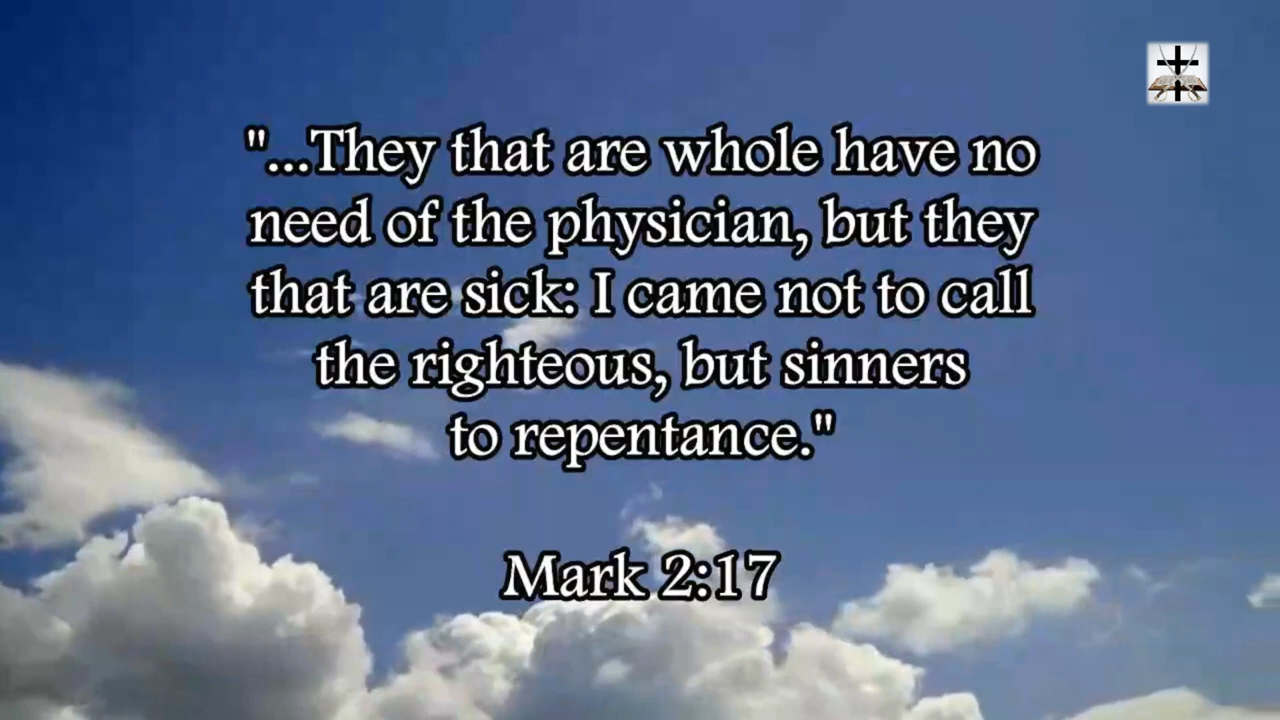 "...They that are whole have no
need of the physician, but they
that are sick: I came not to call
the righteous, but sinners
to repentance."
Mark 2:17